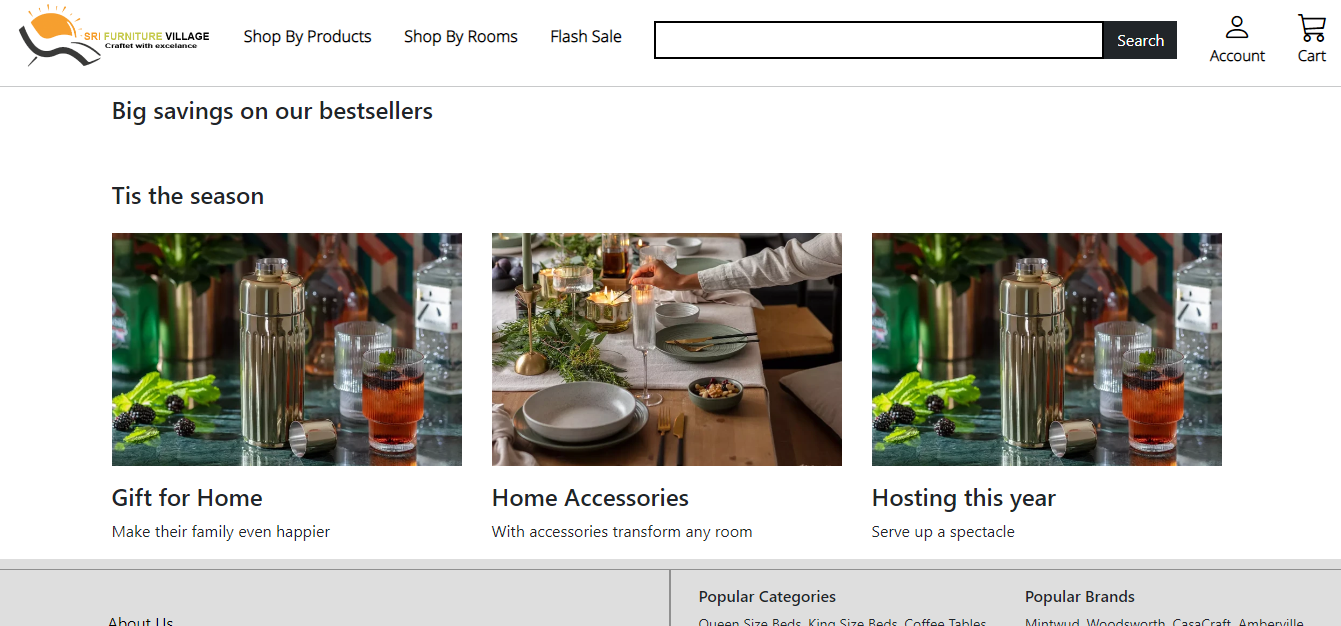 SRI FURNITURE VILLAGE
Craftet with excelance
Shop By Products
Shop By Rooms
Flash Sale
Search
Account
Cart
Big savings on our bestsellers
Tis the season
Gift for Home
Make their family even happier
Home Accessories
With accessories transform any room
Hosting this year
Serve up a spectacle
About Us
Popular Categories
Queen Size Beds, King Size Beds, Coffee Tables,
Popular Brands
Mintwud, Woodsworth, CasaCraft, Amberville,